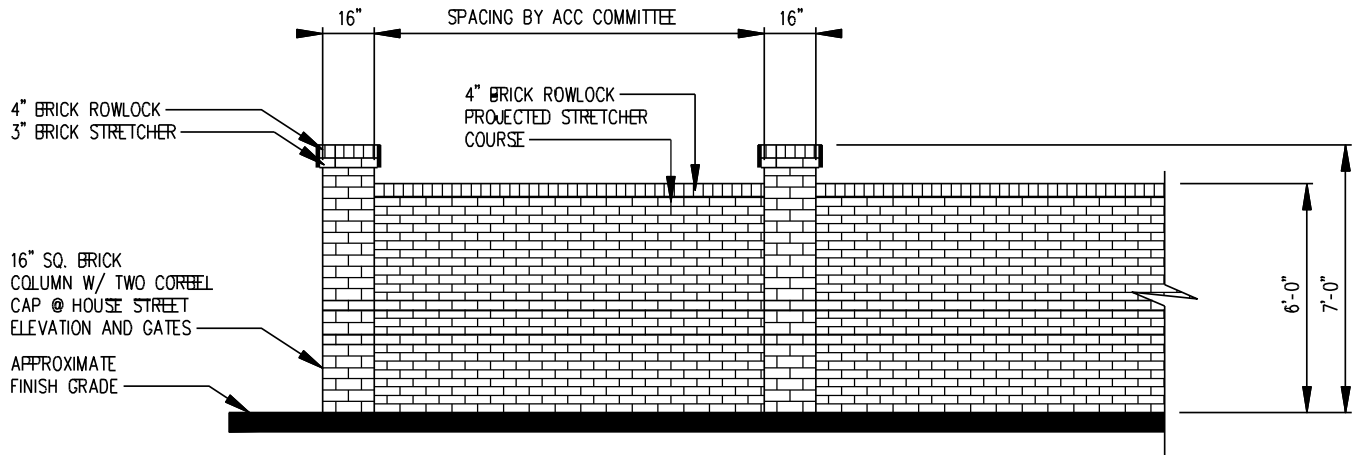 16"
SPACING BY ACC COMMITTEE
16"
4" BRICK ROWLOCK
3" BRICK STRETCHER
4" BRICK ROWLOCK
PROJECTED STRETCHER
COURSE
16" SQ. BRICK
COLUMN W/ TWO CORBEL
CAP @ HOUSE STREET
ELEVATION AND GATES
APPROXIMATE
FINISH GRADE
6'-0"
7'-0"